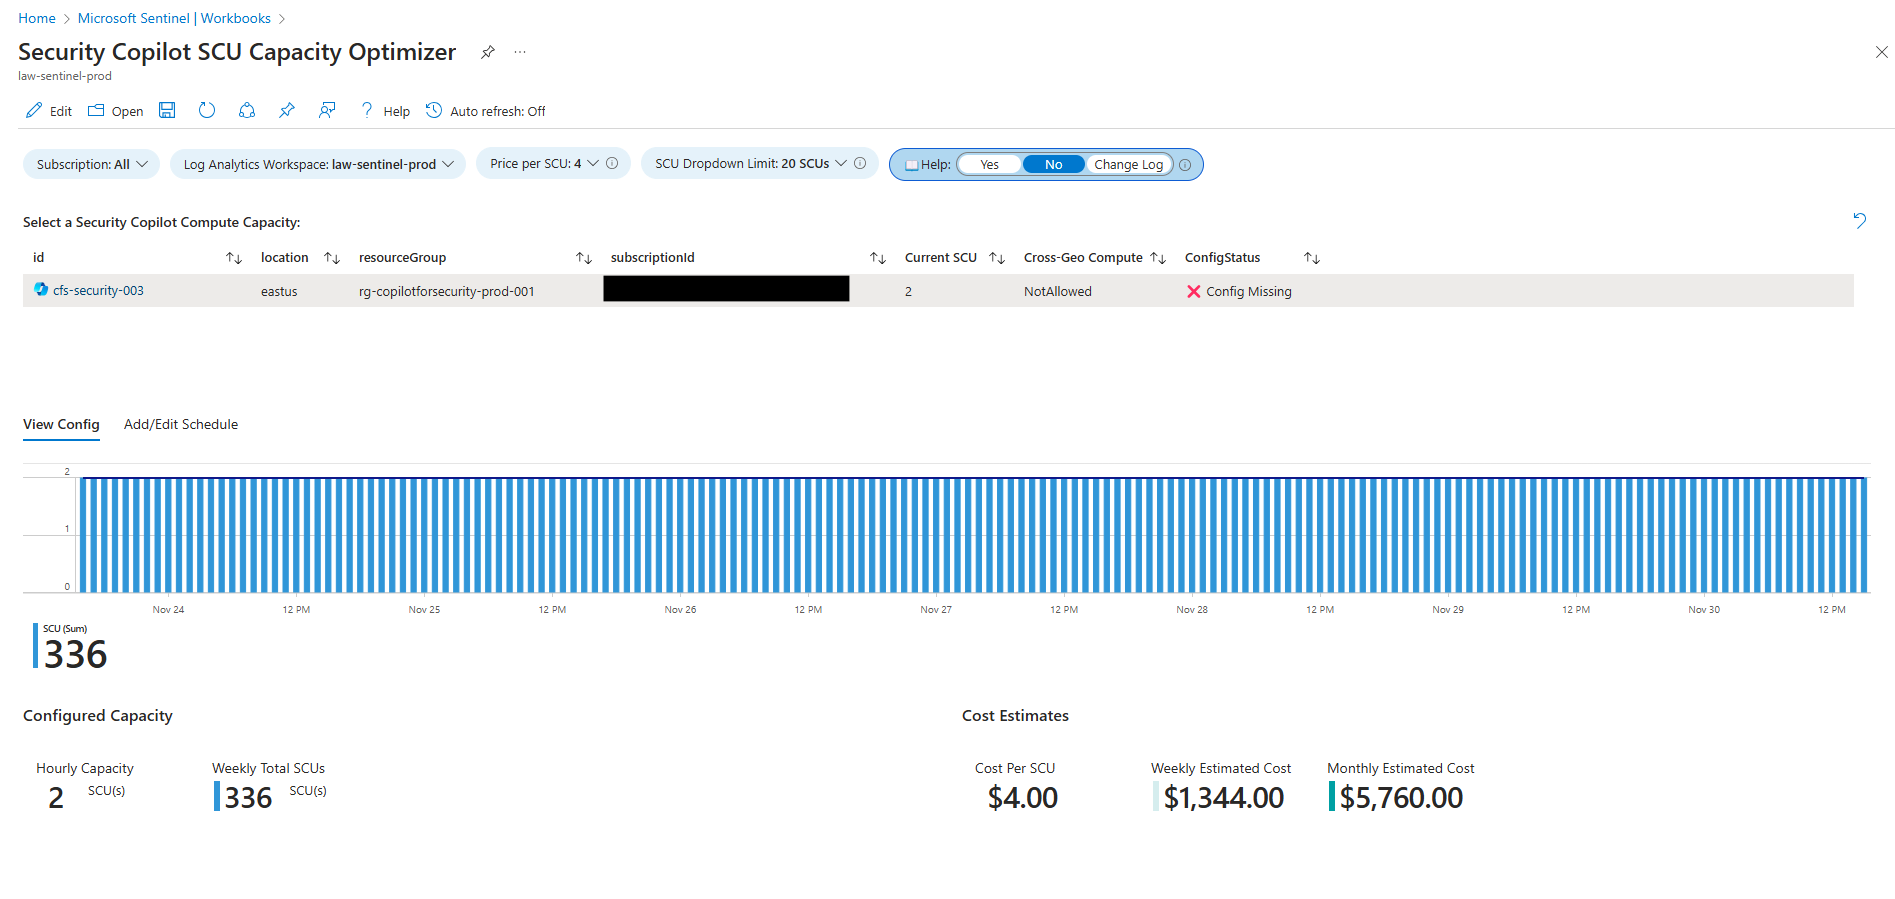 Home > Microsoft Sentinel | Workbooks >
Security Copilot SCU Capacity Optimizer ...
law-sentinel-prod
Edit Open Help Auto refresh: Off
Subscription: All Log Analytics Workspace: law-sentinel-prod Price per SCU: 4 SCU Dropdown Limit: 20 SCUs Help: Yes No Change Log
Select a Security Copilot Compute Capacity:
id location resourceGroup subscriptionId Current SCU Cross-Geo Compute ConfigStatus
cfs-security-003 eastus rg-copilotforsecurity-prod-001 2 NotAllowed Config Missing
View Config Add/Edit Schedule
2
1
0
Nov 24 12 PM Nov 25 12 PM Nov 26 12 PM Nov 27 12 PM Nov 28 12 PM Nov 29 12 PM Nov 30 12 PM
SCU (Sum)
336
Configured Capacity Cost Estimates
Hourly Capacity Weekly Total SCUs Cost Per SCU Weekly Estimated Cost Monthly Estimated Cost
2 SCU(s) 336 SCU(s) $4.00 $1,344.00 $5,760.00